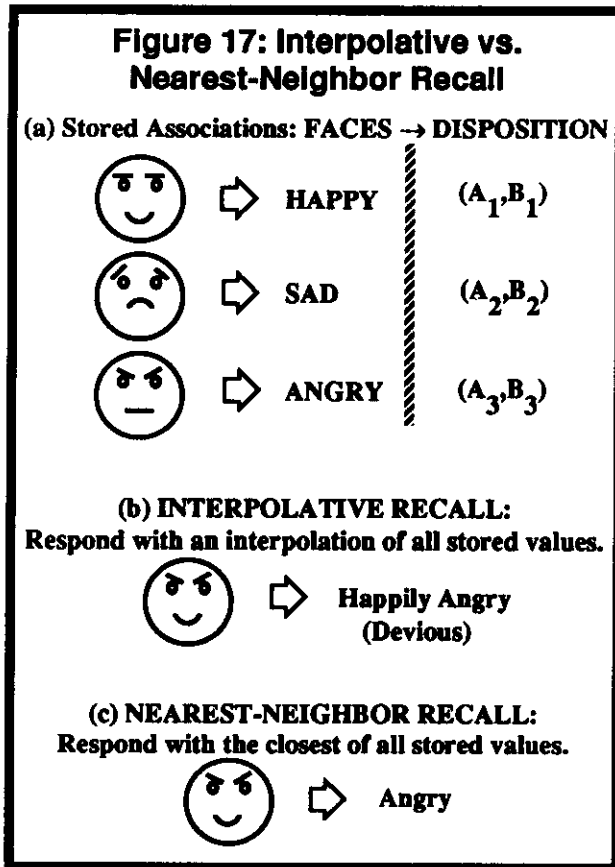 Figure 17: Interpolative vs.
Nearest-Neighbor Recall
(a) Stored Associations: FACES → DISPOSITION
HAPPY (A1,B1)
SAD (A2,B2)
ANGRY (A3,B3)
(b) INTERPOLATIVE RECALL:
Respond with an interpolation of all stored values.
Happily Angry
(Devious)
(c) NEAREST-NEIGHBOR RECALL:
Respond with the closest of all stored values.
Angry